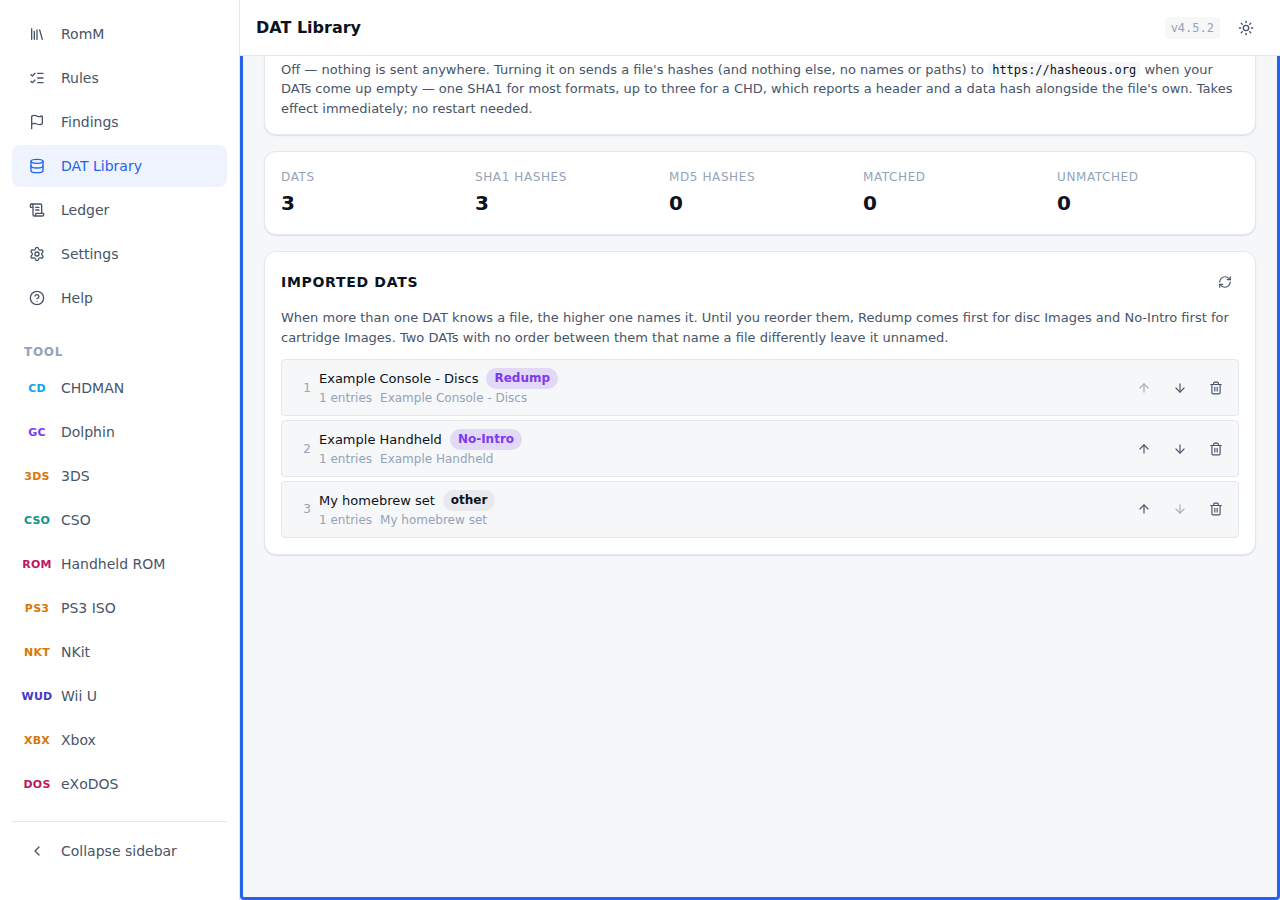 RomM
Rules
Findings
DAT Library
Ledger
Settings
Help
TOOL
CD CHDMAN
GC Dolphin
3DS 3DS
CSO CSO
ROM Handheld ROM
PS3 PS3 ISO
NKT NKit
WUD Wii U
XBX Xbox
DOS eXoDOS
Collapse sidebar
DAT Library
v4.5.2
Off — nothing is sent anywhere. Turning it on sends a file's hashes (and nothing else, no names or paths) to https://hasheous.org when your
DATs come up empty — one SHA1 for most formats, up to three for a CHD, which reports a header and a data hash alongside the file's own. Takes
effect immediately; no restart needed.
DATS SHA1 HASHES MD5 HASHES MATCHED UNMATCHED
3 3 0 0 0
IMPORTED DATS
When more than one DAT knows a file, the higher one names it. Until you reorder them, Redump comes first for disc Images and No-Intro first for
cartridge Images. Two DATs with no order between them that name a file differently leave it unnamed.
1 Example Console - Discs Redump
1 entries Example Console - Discs
2 Example Handheld No-Intro
1 entries Example Handheld
3 My homebrew set other
1 entries My homebrew set